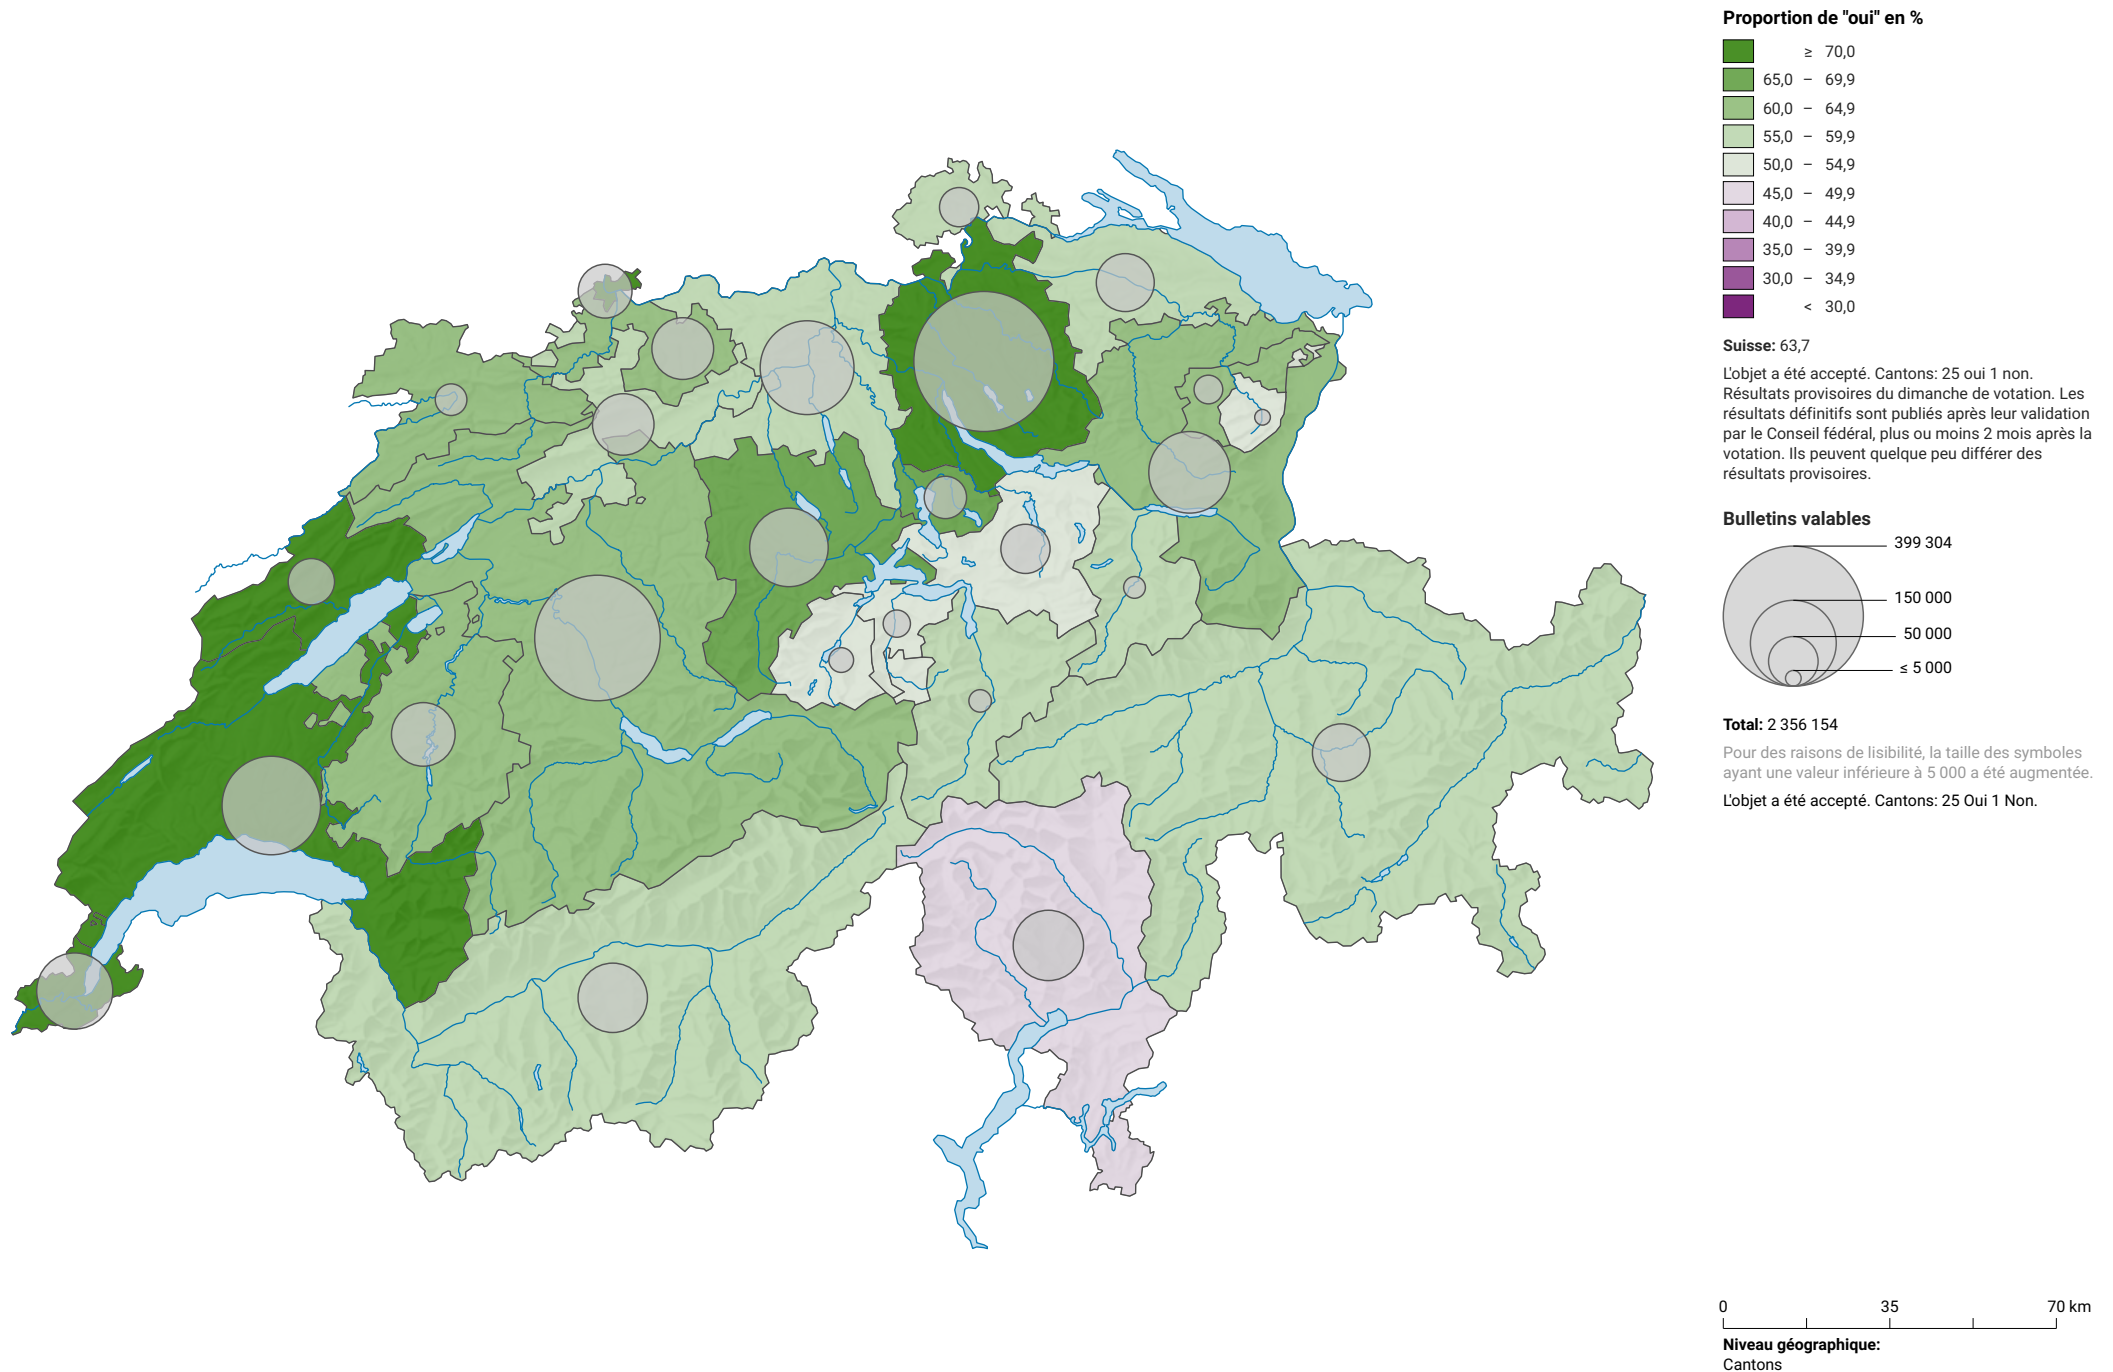 Proportion de "oui" en %
≥ 70,0
65,0 – 69,9
60,0 – 64,9
55,0 – 59,9
50,0 – 54,9
45,0 – 49,9
40,0 – 44,9
35,0 – 39,9
30,0 – 34,9
< 30,0
Suisse: 63,7
L'objet a été accepté. Cantons: 25 oui 1 non.
Résultats provisoires du dimanche de votation. Les
résultats définitifs sont publiés après leur validation
par le Conseil fédéral, plus ou moins 2 mois après la
votation. Ils peuvent quelque peu différer des
résultats provisoires.
Bulletins valables
399 304
150 000
50 000
≤ 5 000
Total: 2 356 154
Pour des raisons de lisibilité, la taille des symboles
ayant une valeur inférieure à 5 000 a été augmentée.
L'objet a été accepté. Cantons: 25 Oui 1 Non.
0 35 70 km
Niveau géographique:
Cantons